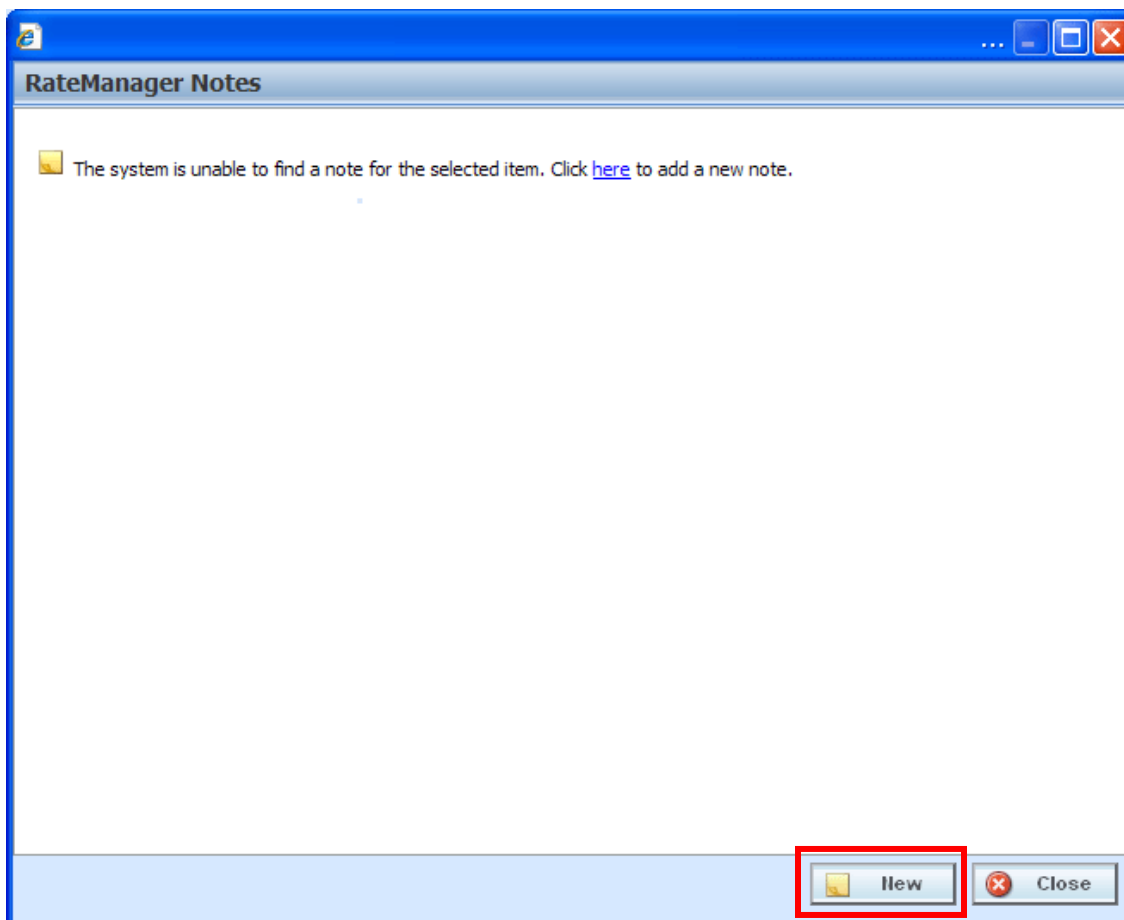 ...
RateManager Notes
The system is unable to find a note for the selected item. Click here to add a new note.
New
Close